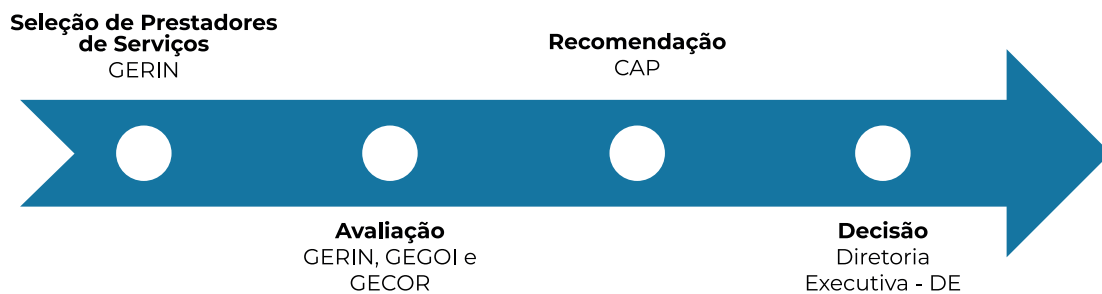 Seleção de Prestadores
de Serviços
GERIN
Avaliação
GERIN, GEGOI e
GECOR
Recomendação
CAP
Decisão
Diretoria
Executiva - DE